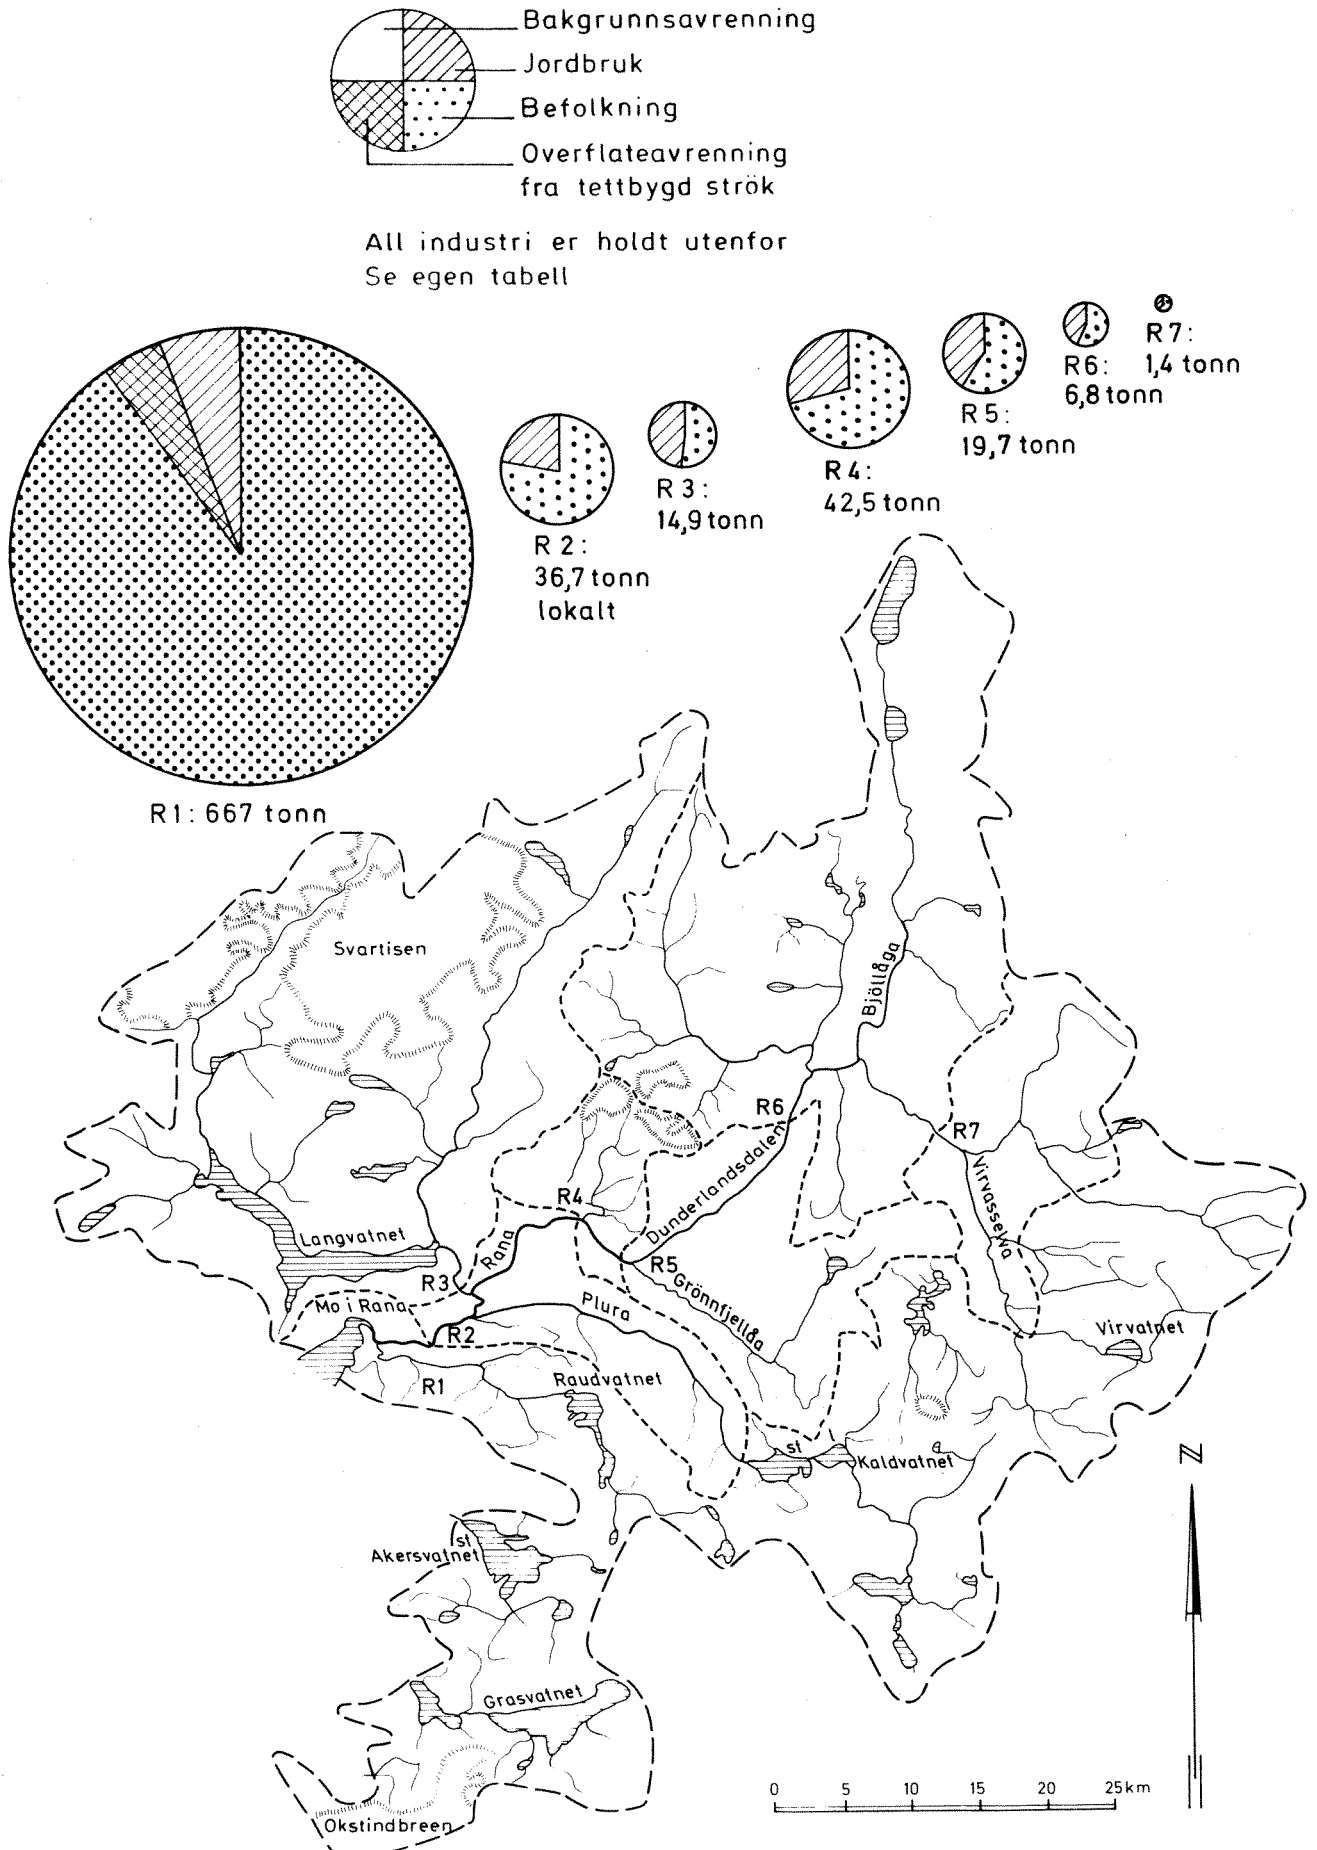 Bakgrunnsavrenning
Jordbruk
Befolkning
Overflateavrenning
fra tettbygd strök
All industri er holdt utenfor
Se egen tabell
R1: 667 tonn
R 2:
36,7 tonn
lokalt
R 3:
14,9 tonn
R 4:
42,5 tonn
R 5:
19,7 tonn
R6:
6,8 tonn
R7:
1,4 tonn
Svartisen
Bjöllåga
R6
R7
Dunderlandsdalen
Virvasselva
R4
Langvatnet
Rana
R5
R3
Grönnfjellåga
Mo i Rana
Plura
R2
Virvatnet
R1
Raudvatnet
st
Kaldvatnet
N
st
Akersvatnet
Grasvatnet
Okstindbreen
0 5 10 15 20 25km